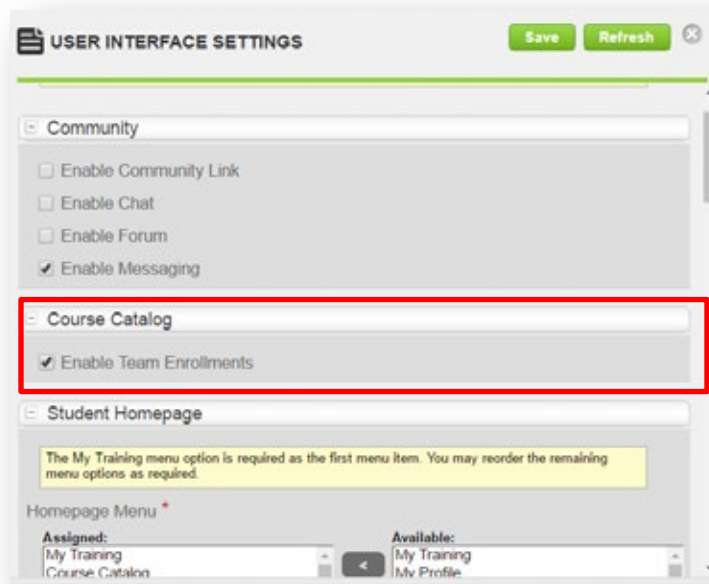 USER INTERFACE SETTINGS
Save
Refresh
Community
Enable Community Link
Enable Chat
Enable Forum
Enable Messaging
Course Catalog
Enable Team Enrollments
Student Homepage
The My Training menu option is required as the first menu item. You may reorder the remaining
menu options as required.
Homepage Menu *
Assigned:
My Training
Course Catalog
<
Available:
My Training
My Profile